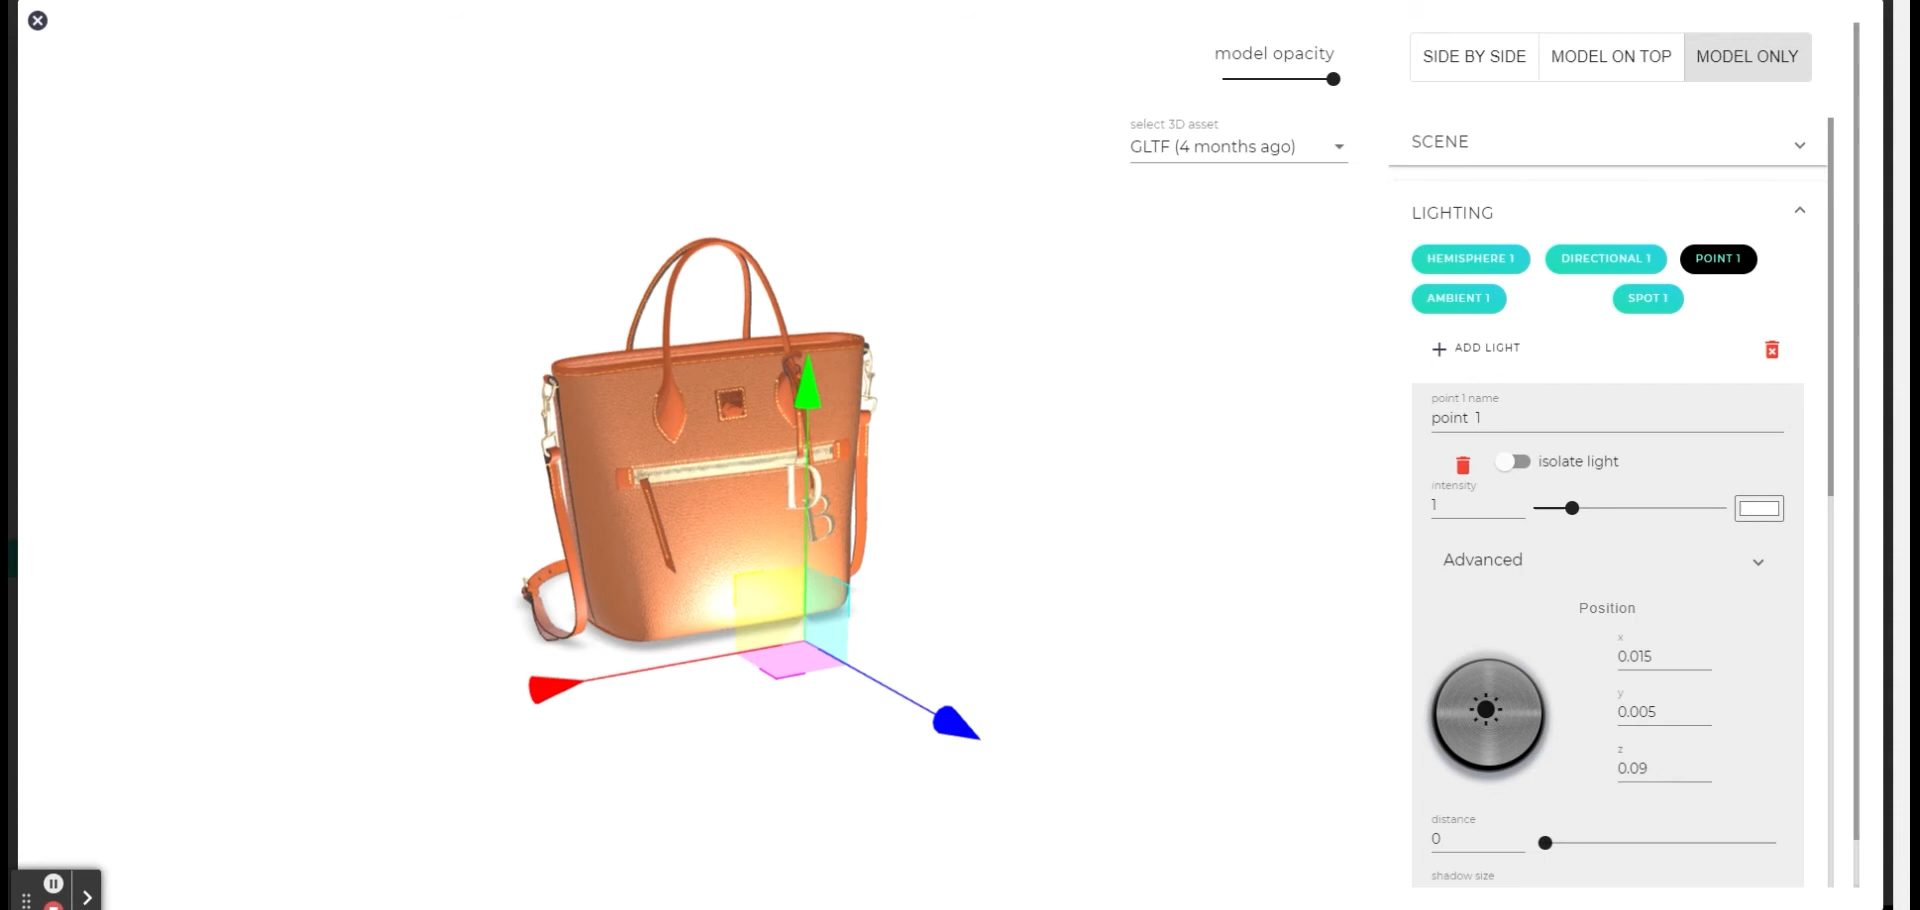 model opacity
SIDE BY SIDE
MODEL ON TOP
MODEL ONLY
select 3D asset
GLTF (4 months ago)
SCENE
LIGHTING
HEMISPHERE 1
DIRECTIONAL 1
POINT 1
AMBIENT 1
SPOT 1
ADD LIGHT
point 1 name
point 1
isolate light
intensity
1
Advanced
Position
x
0.015
y
0.005
z
0.09
distance
0
shadow size
D
B